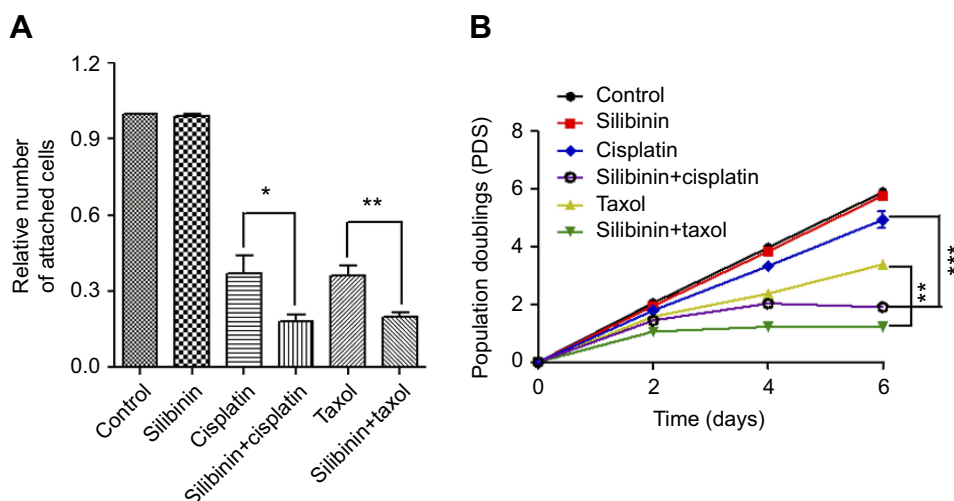 A
Relative number
of attached cells
1.2
0.9
0.6
0.3
0.0
*
**
Control
Silibinin
Cisplatin
Silibinin+cisplatin
Taxol
Silibinin+taxol
B
Control
Silibinin
Cisplatin
Silibinin+cisplatin
Taxol
Silibinin+taxol
Population doublings (PDS)
8
6
4
2
0
**
***
0
2
4
6
Time (days)